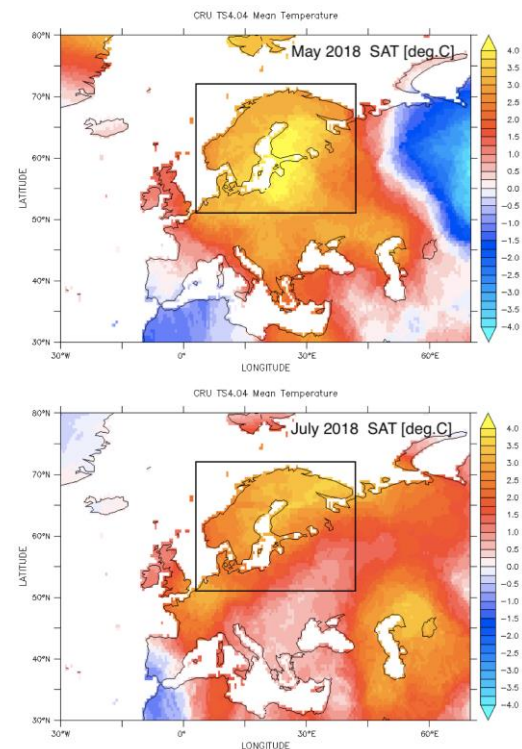 CRU TS4.04 Mean Temperature
May 2018 SAT [deg.C]
80°N
70°N
60°N
50°N
40°N
30°N
LATITUDE
30°W
0°
30°E
60°E
LONGITUDE
4.0
3.5
3.0
2.5
2.0
1.5
1.0
0.5
0.0
-0.5
-1.0
-1.5
-2.0
-2.5
-3.0
-3.5
-4.0
CRU TS4.04 Mean Temperature
July 2018 SAT [deg.C]
80°N
70°N
60°N
50°N
40°N
30°N
LATITUDE
30°W
0°
30°E
60°E
LONGITUDE
4.0
3.5
3.0
2.5
2.0
1.5
1.0
0.5
0.0
-0.5
-1.0
-1.5
-2.0
-2.5
-3.0
-3.5
-4.0